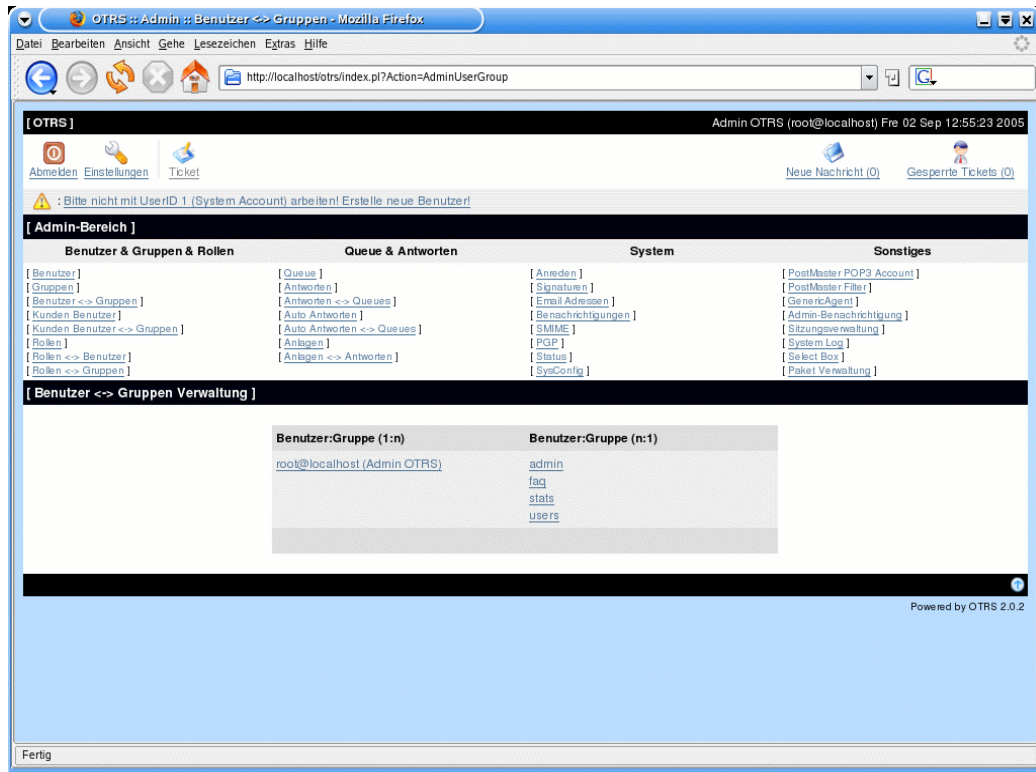 OTRS :: Admin :: Benutzer <-> Gruppen - Mozilla Firefox
Datei Bearbeiten Ansicht Gehe Lesezeichen Extras Hilfe
http://localhost/otrs/index.pl?Action=AdminUserGroup
G
[ OTRS ] Admin OTRS (root@localhost) Fre 02 Sep 12:55:23 2005
Abmelden Einstellungen Ticket Neue Nachricht (0) Gesperrte Tickets (0)
: Bitte nicht mit UserID 1 (System Account) arbeiten! Erstelle neue Benutzer!
[ Admin-Bereich ]
Benutzer & Gruppen & Rollen Queue & Antworten System Sonstiges
[ Benutzer ] [ Queue ] [ Anreden ] [ PostMaster POP3 Account ]
[ Gruppen ] [ Antworten ] [ Signaturen ] [ PostMaster Filter ]
[ Benutzer <-> Gruppen ] [ Antworten <-> Queues ] [ Email Adressen ] [ GenericAgent ]
[ Kunden Benutzer ] [ Auto Antworten ] [ Benachrichtigungen ] [ Admin-Benachrichtigung ]
[ Kunden Benutzer <-> Gruppen ] [ Auto Antworten <-> Queues ] [ SMIME ] [ Sitzungsverwaltung ]
[ Rollen ] [ Anlagen ] [ PGP ] [ System Log ]
[ Rollen <-> Benutzer ] [ Anlagen <-> Antworten ] [ Status ] [ Select Box ]
[ Rollen <-> Gruppen ] [ SysConfig ] [ Paket Verwaltung ]
[ Benutzer <-> Gruppen Verwaltung ]
Benutzer:Gruppe (1:n) Benutzer:Gruppe (n:1)
root@localhost (Admin OTRS) admin
faq
stats
users
Powered by OTRS 2.0.2
Fertig